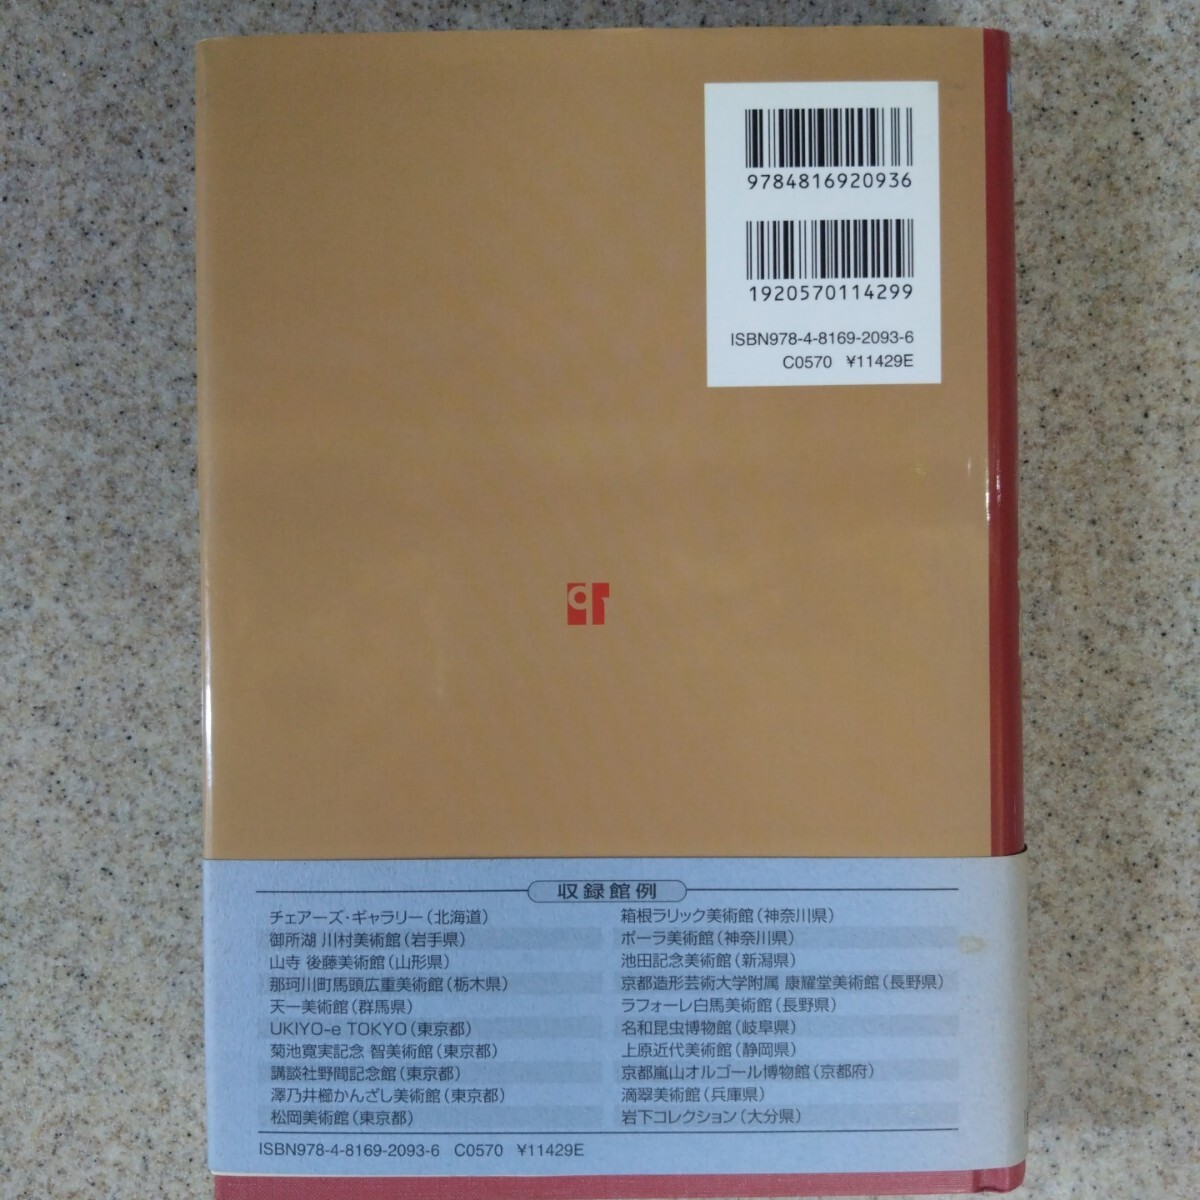 9784816920936
1920570114299
ISBN978-4-8169-2093-6
C0570 ¥11429E
収録館例
チェアーズ・ギャラリー(北海道)
御所湖 川村美術館(岩手県)
山寺 後藤美術館(山形県)
那珂川町馬頭広重美術館(栃木県)
天一美術館(群馬県)
UKIYO-e TOKYO(東京都)
菊池寛実記念 智美術館(東京都)
講談社野間記念館(東京都)
澤乃井櫛かんざし美術館(東京都)
松岡美術館(東京都)
箱根ラリック美術館(神奈川県)
ポーラ美術館(神奈川県)
池田記念美術館(新潟県)
京都造形芸術大学附属 康耀堂美術館(長野県)
ラフォーレ白馬美術館(長野県)
名和昆虫博物館(岐阜県)
上原近代美術館(静岡県)
京都嵐山オルゴール博物館(京都府)
滴翠美術館(兵庫県)
岩下コレクション(大分県)
ISBN978-4-8169-2093-6 C0570 ¥11429E